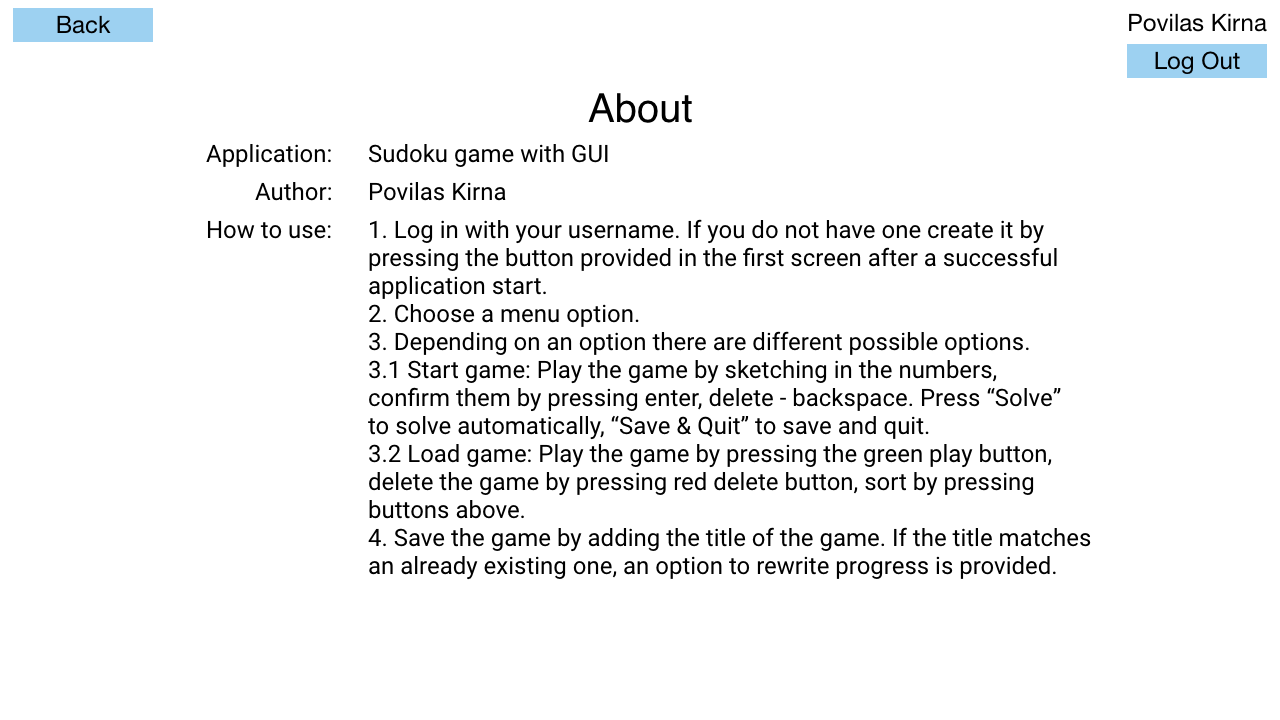 Back
Povilas Kirna
Log Out
About
Application: Sudoku game with GUI
Author: Povilas Kirna
How to use: 1. Log in with your username. If you do not have one create it by
pressing the button provided in the first screen after a successful
application start.
2. Choose a menu option.
3. Depending on an option there are different possible options.
3.1 Start game: Play the game by sketching in the numbers,
confirm them by pressing enter, delete - backspace. Press “Solve”
to solve automatically, “Save & Quit” to save and quit.
3.2 Load game: Play the game by pressing the green play button,
delete the game by pressing red delete button, sort by pressing
buttons above.
4. Save the game by adding the title of the game. If the title matches
an already existing one, an option to rewrite progress is provided.